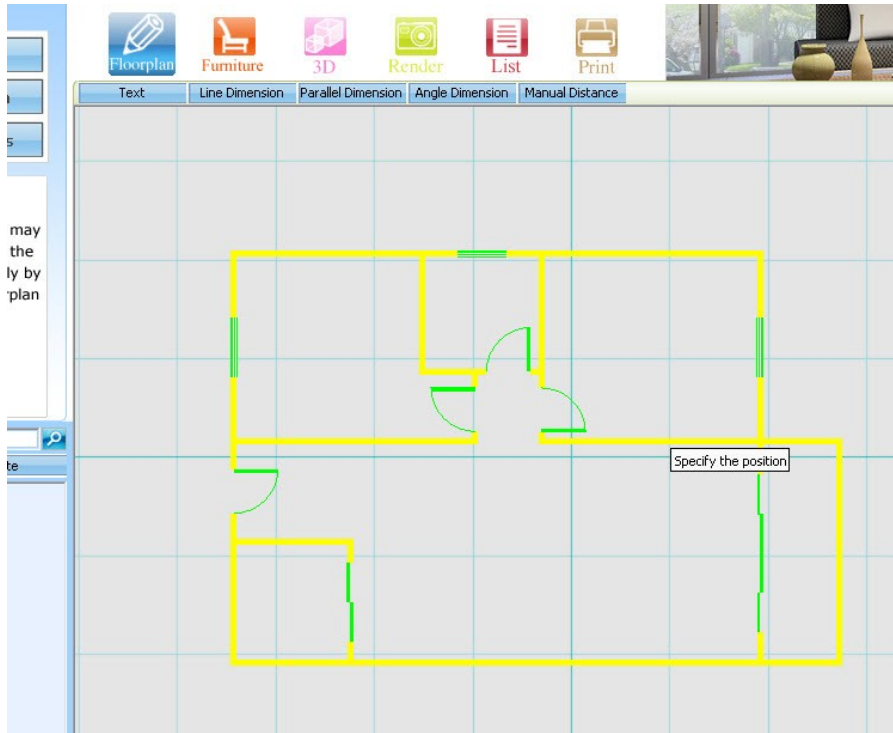 Floorplan Furniture 3D Render List Print
Text Line Dimension Parallel Dimension Angle Dimension Manual Distance
s
may
the
ly by
rplan
Specify the position
te